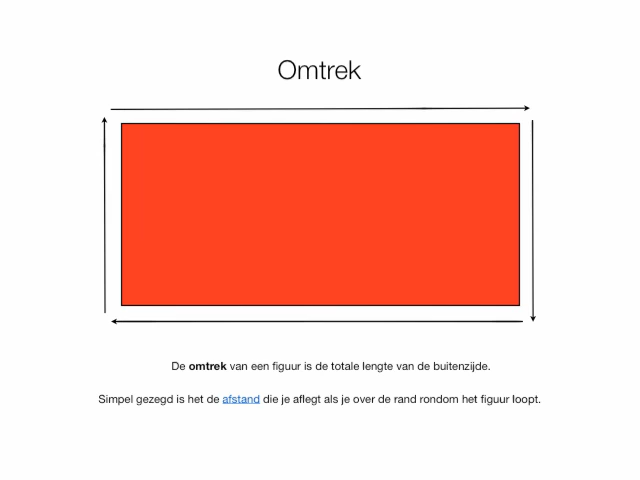 Omtrek
De omtrek van een figuur is de totale lengte van de buitenzijde.
Simpel gezegd is het de afstand die je aflegt als je over de rand rondom het figuur loopt.